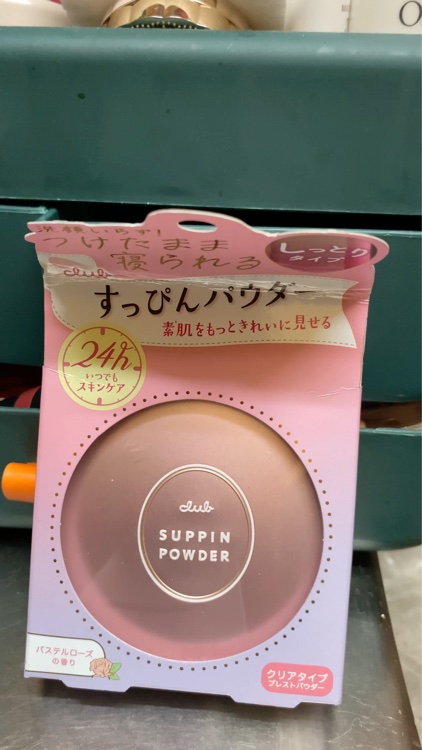 洗顔いらず!
つけたまま
寝られる
しっとり
タイプ
club
すっぴんパウダー
素肌をもっときれいに見せる
24h
いつでも
スキンケア
club
SUPPIN
POWDER
パステルローズ
の香り
クリアタイプ
プレストパウダー